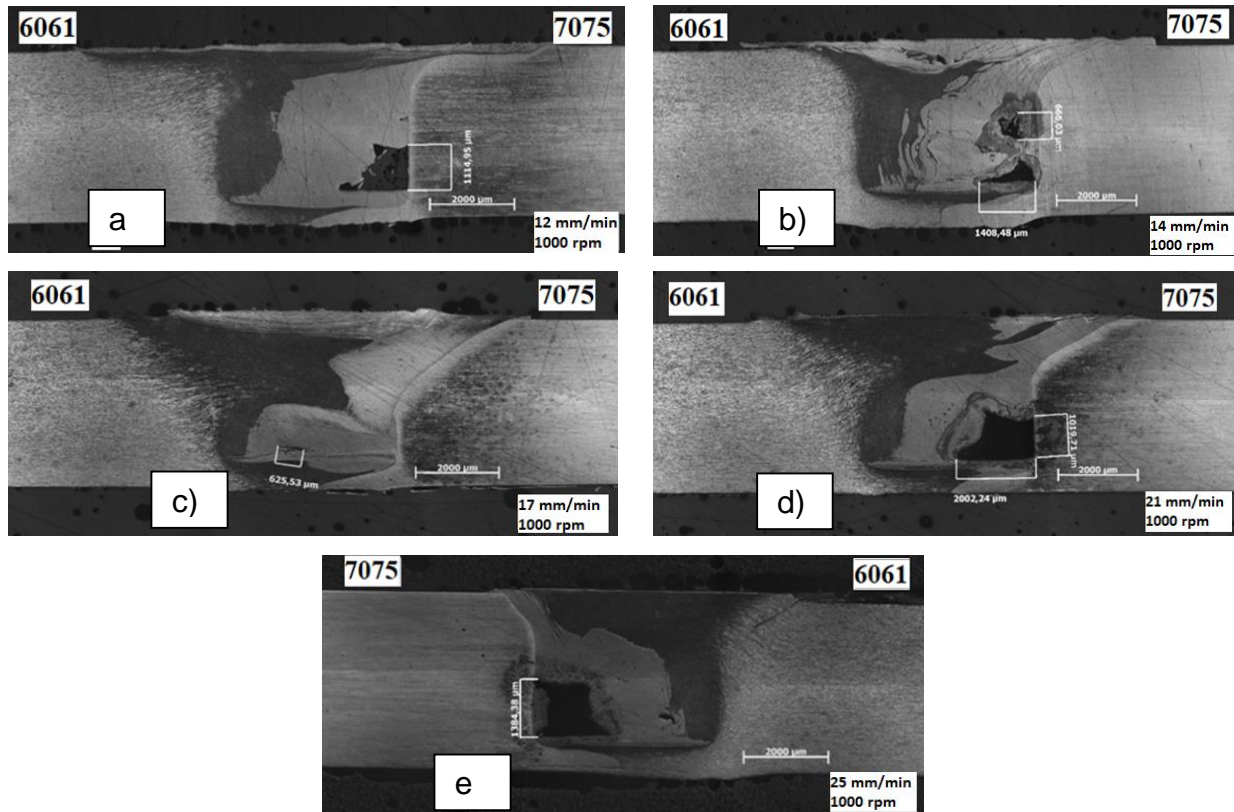 6061
7075
1114,95 µm
2000 µm
a
12 mm/min
1000 rpm
6061
7075
666,03 µm
2000 µm
1408,48 µm
b)
14 mm/min
1000 rpm
6061
7075
625,53 µm
2000 µm
c)
17 mm/min
1000 rpm
6061
7075
1019,71 µm
2000 µm
2002,24 µm
d)
21 mm/min
1000 rpm
7075
6061
1384,38 µm
2000 µm
e
25 mm/min
1000 rpm